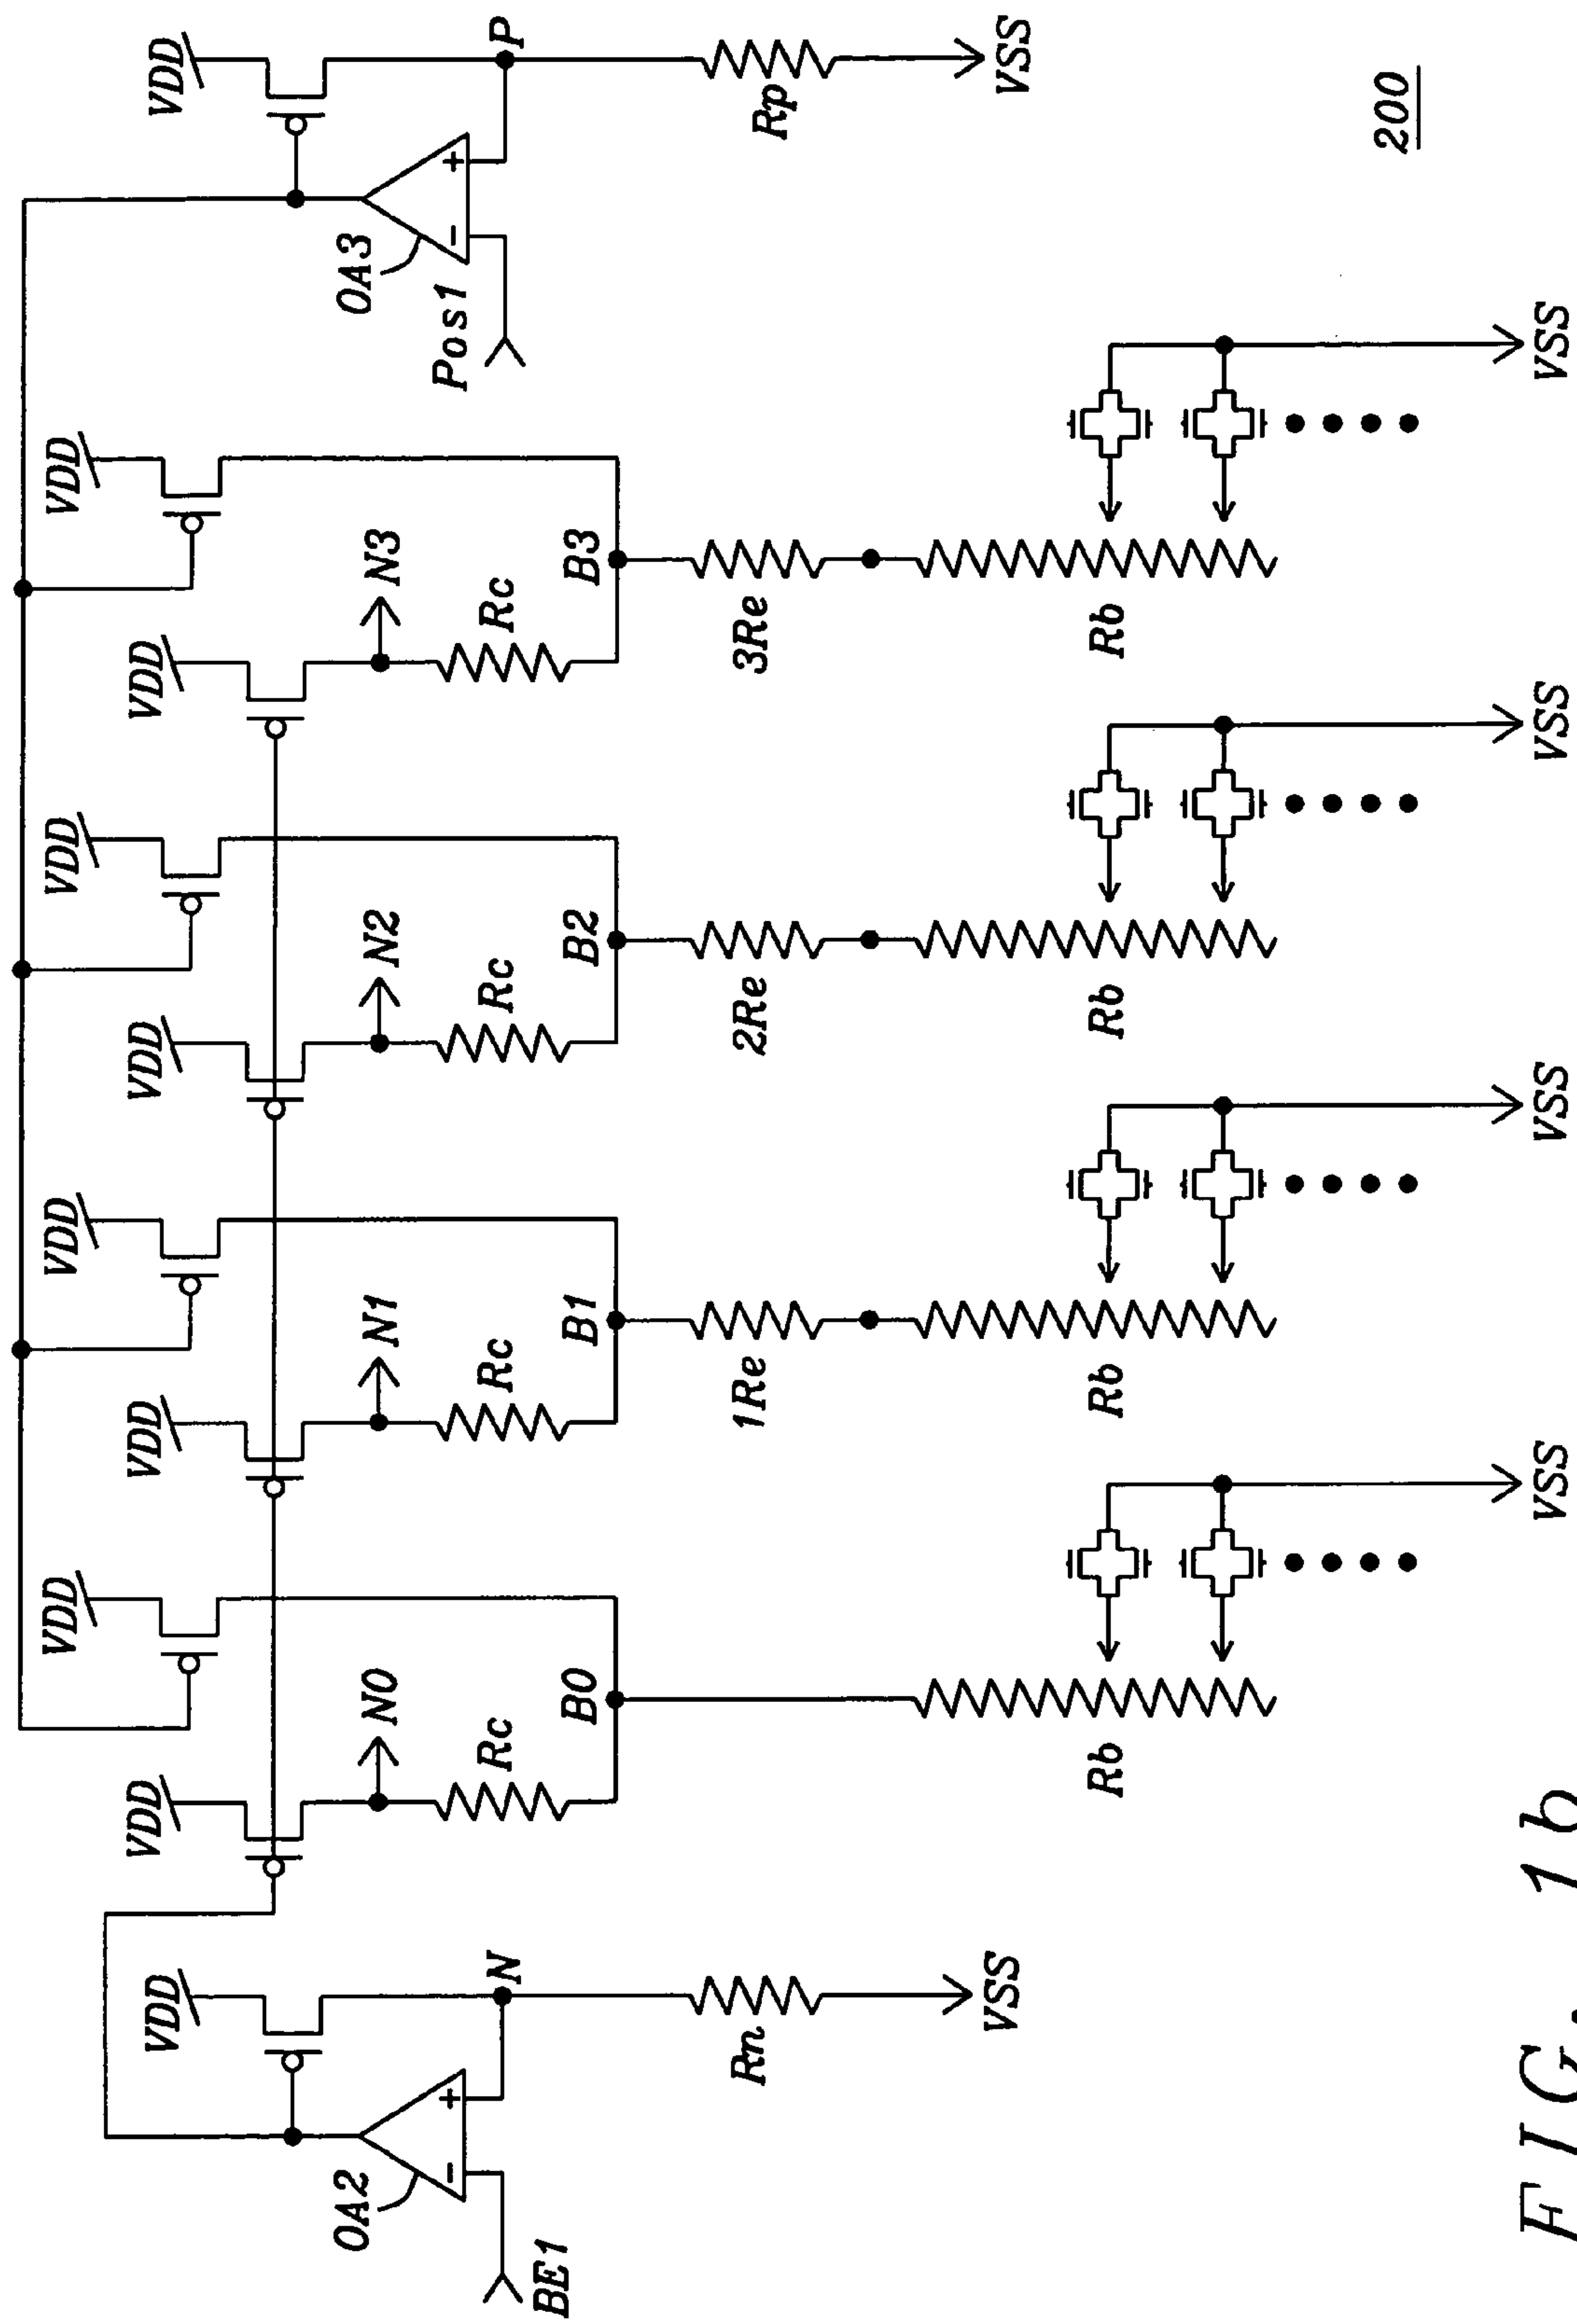 VDD
VDD
VDD
VDD
VDD
VDD
VDD
VDD
VDD
VDD
OA2
BE1
N
Rn
VSS
N0
Rc
B0
Rb
VSS
N1
Rc
B1
1Re
Rb
VSS
N2
Rc
B2
2Re
Rb
VSS
N3
Rc
B3
3Re
Rb
VSS
OA3
Pos1
P
Rp
VSS
200
FIG. 1b